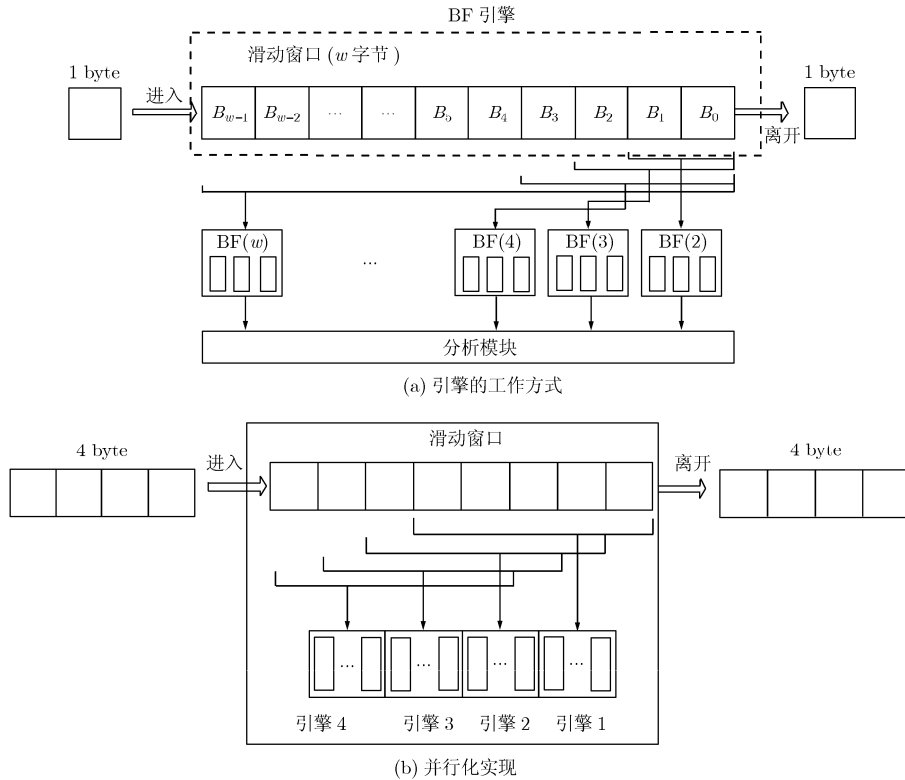 BF 引擎
滑动窗口 (w 字节)
1 byte
进入
B_{w-1} B_{w-2} ... ... B_5 B_4 B_3 B_2 B_1 B_0
离开
1 byte
BF(w) ... BF(4) BF(3) BF(2)
分析模块
(a) 引擎的工作方式
滑动窗口
4 byte
进入
离开
4 byte
... ... ... ...
引擎 4 引擎 3 引擎 2 引擎 1
(b) 并行化实现